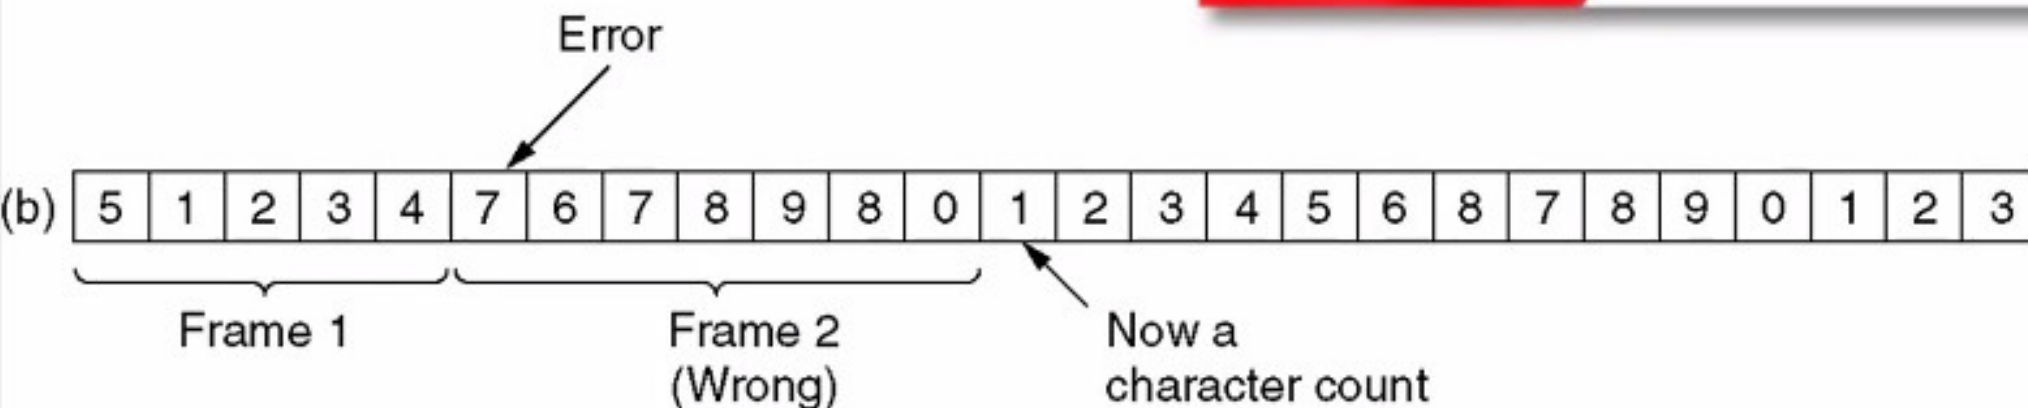 Error
(b) 5 1 2 3 4 7 6 7 8 9 8 0 1 2 3 4 5 6 8 7 8 9 0 1 2 3
Frame 1
Frame 2
(Wrong)
Now a
character count